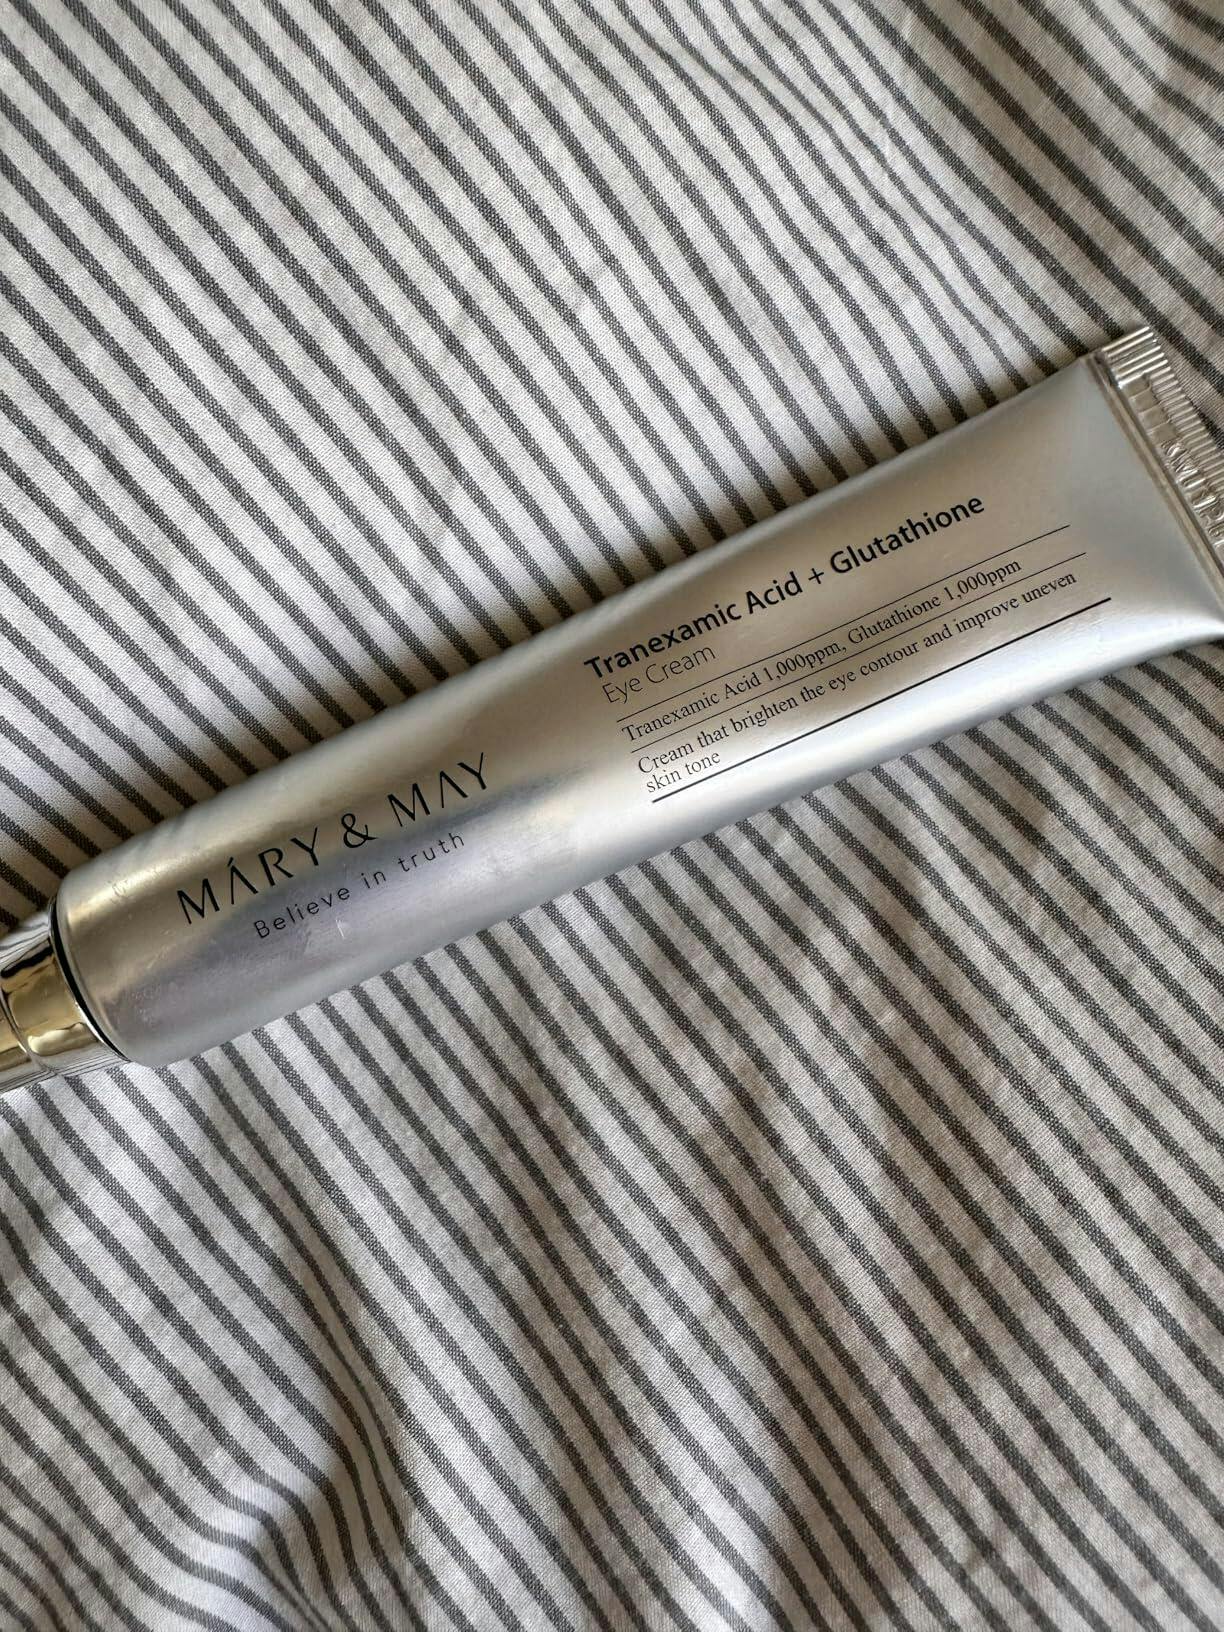 MÁRY & MAY
Believe in truth
Tranexamic Acid + Glutathione
Eye Cream
Tranexamic Acid 1,000ppm, Glutathione 1,000ppm
Cream that brighten the eye contour and improve uneven
skin tone